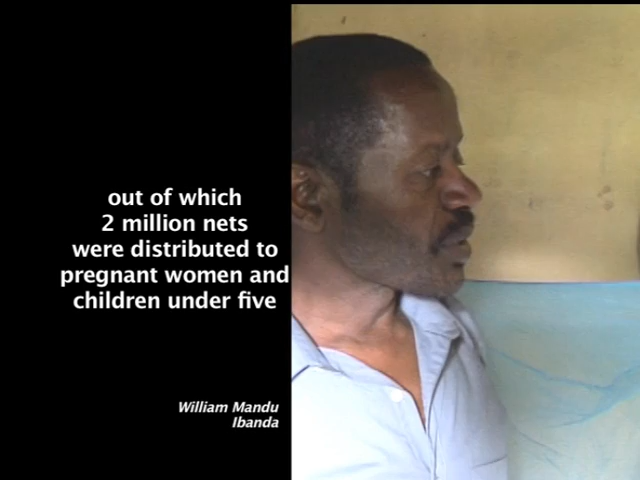 out of which
2 million nets
were distributed to
pregnant women and
children under five
William Mandu
Ibanda